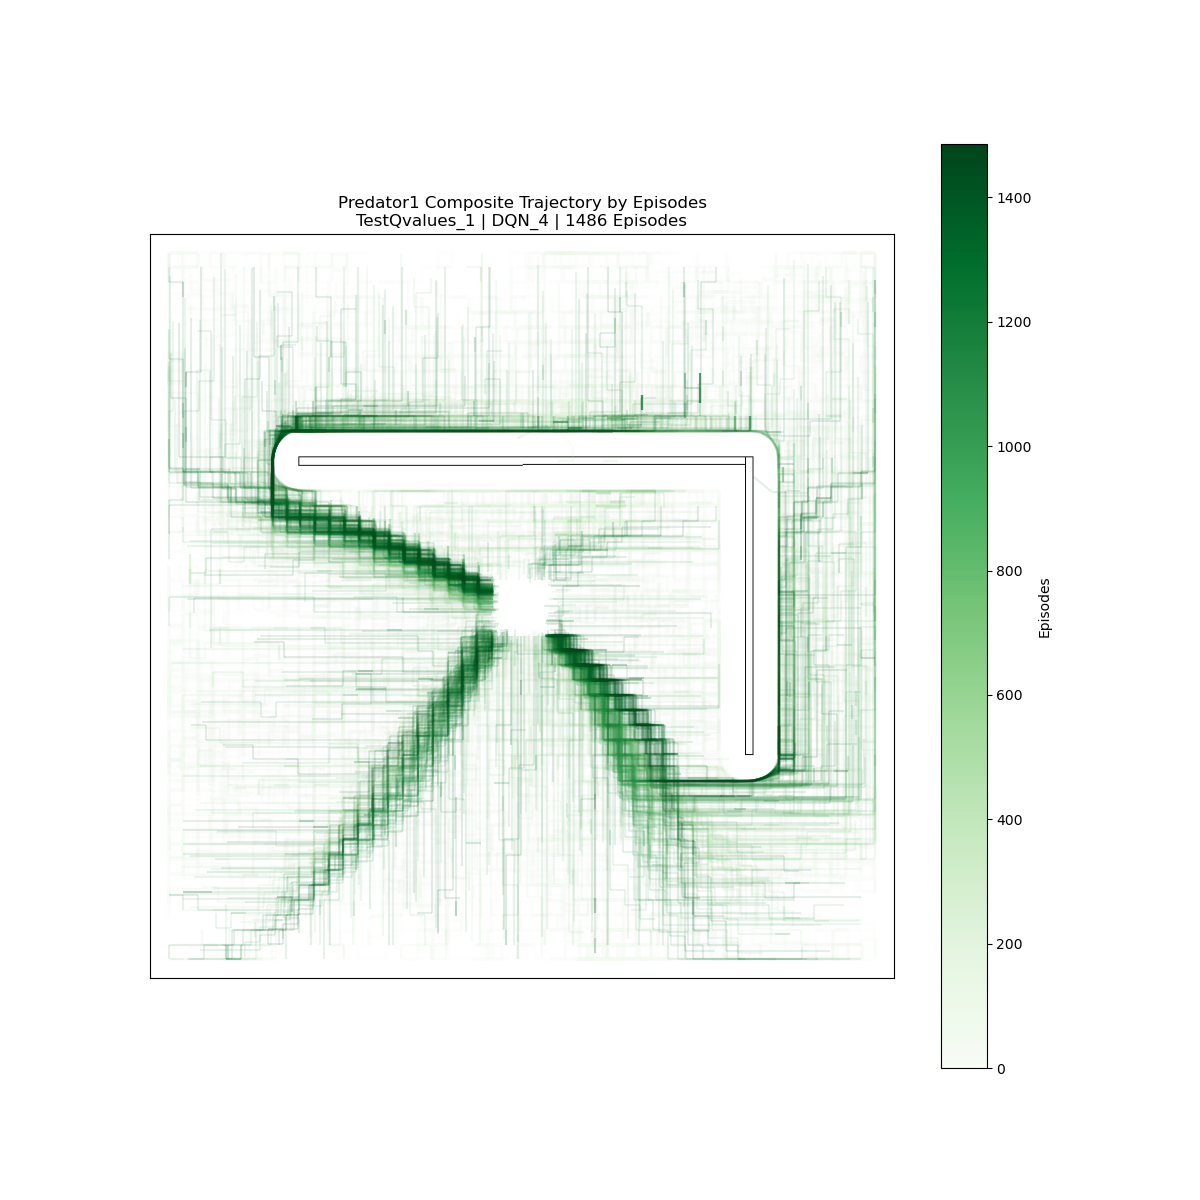 Predator1 Composite Trajectory by Episodes
TestQvalues_1 | DQN_4 | 1486 Episodes
1400
1200
1000
800
600
400
200
0
Episodes